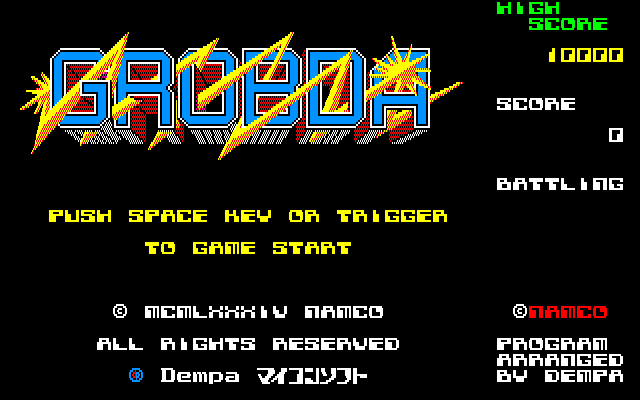 GROBDA
PUSH SPACE KEY OR TRIGGER
TO GAME START
© MCMLXXXIV NAMCO
ALL RIGHTS RESERVED
© Dempa マイコンソフト
HIGH
SCORE
10000
SCORE
0
BATTLING
©NAMCO
PROGRAM
ARRANGED
BY DEMPA